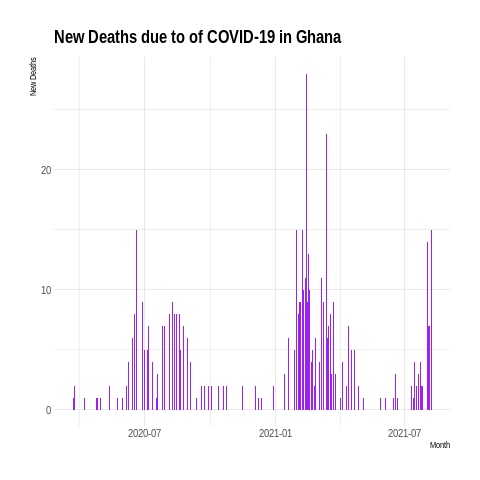 New Deaths due to of COVID-19 in Ghana
New Deaths
20
10
0
2020-07
2021-01
2021-07
Month